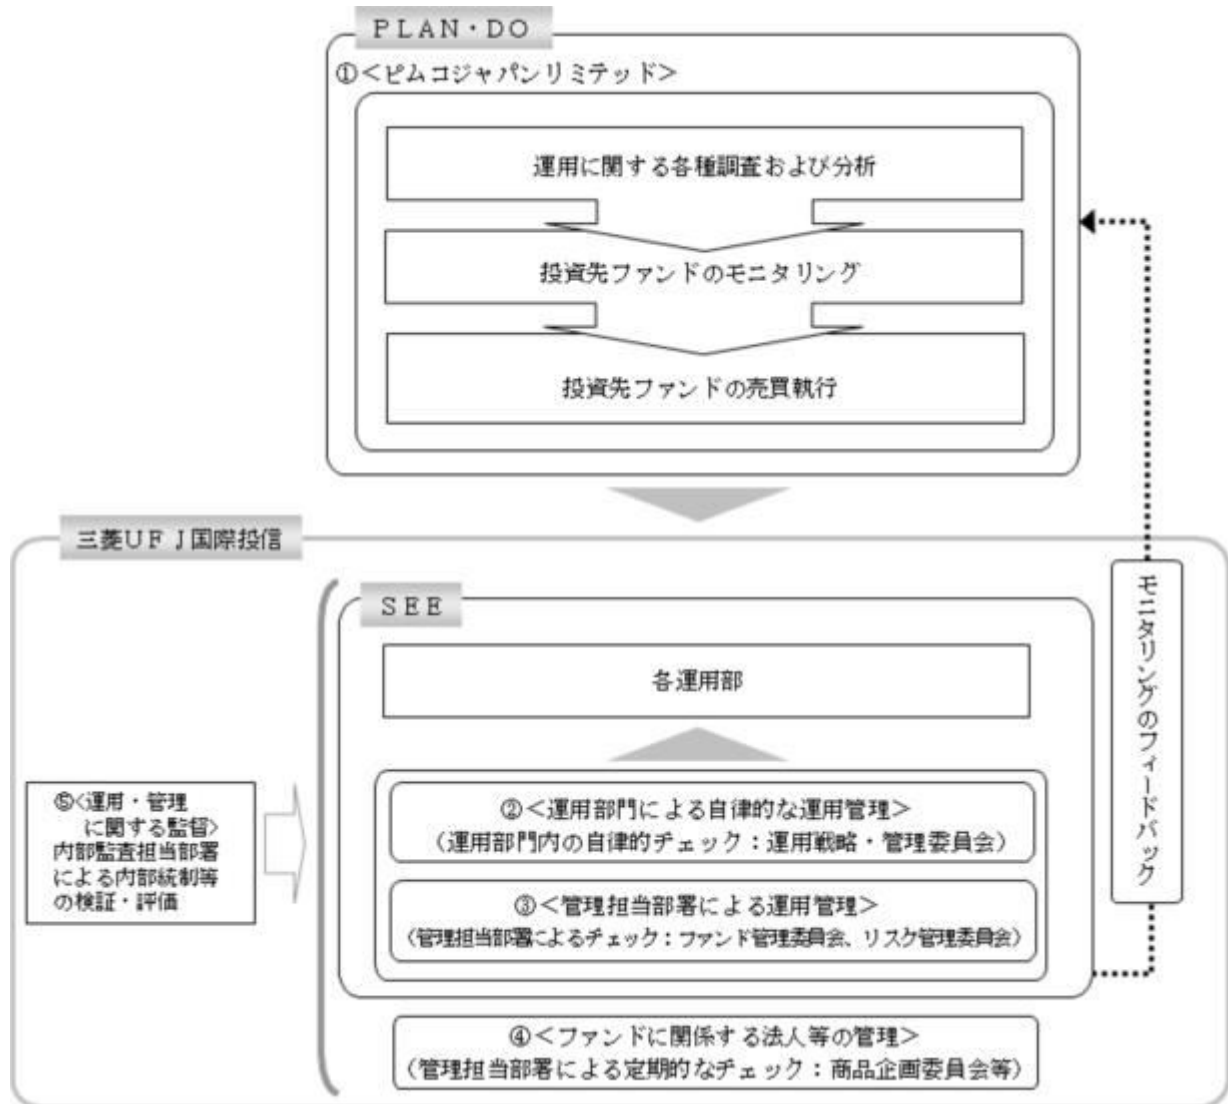 ＰＬＡＮ・ＤＯ
①＜ピムコジャパンリミテッド＞
運用に関する各種調査および分析
投資先ファンドのモニタリング
投資先ファンドの売買執行
三菱ＵＦＪ国際投信
ＳＥＥ
各運用部
②＜運用部門による自律的な運用管理＞
（運用部門内の自律的チェック：運用戦略・管理委員会）
③＜管理担当部署による運用管理＞
（管理担当部署によるチェック：ファンド管理委員会、リスク管理委員会）
④＜ファンドに関係する法人等の管理＞
（管理担当部署による定期的なチェック：商品企画委員会等）
⑤＜運用・管理
に関する監督＞
内部監査担当部署
による内部統制等
の検証・評価
モニタリングのフィードバック